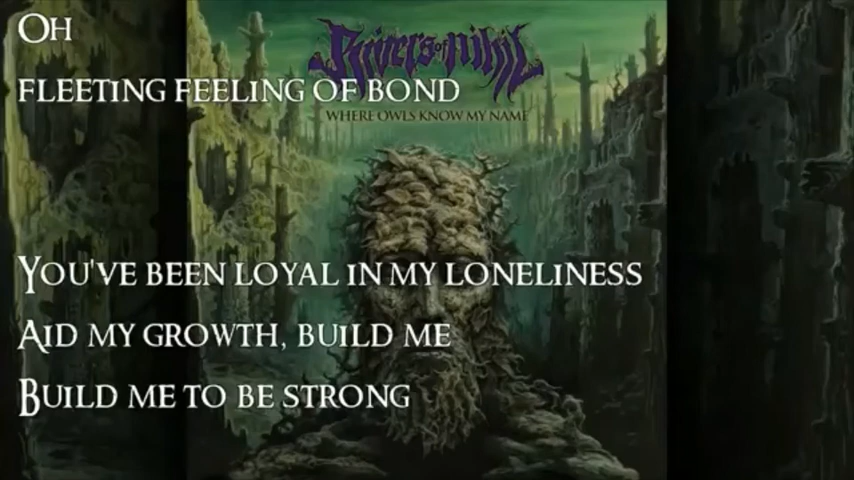 Oh
Rivers of Nihil
fleeting feeling of bond
WHERE OWLS KNOW MY NAME
You've been loyal in my loneliness
Aid my growth, build me
Build me to be strong